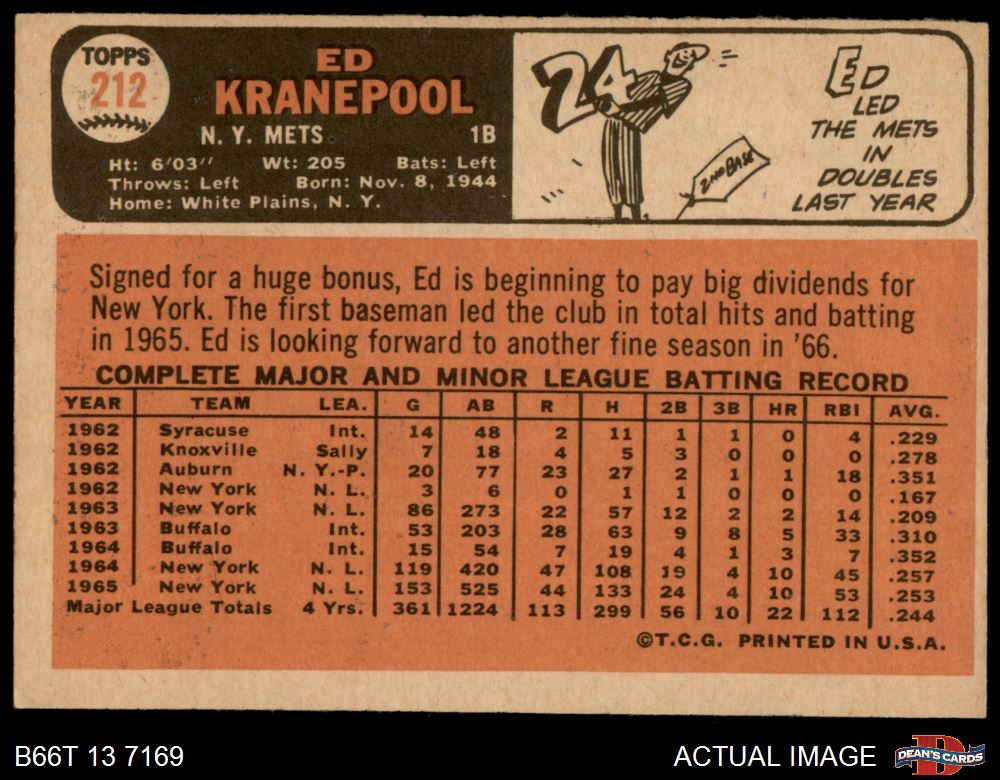 TOPPS
212
ED
KRANEPOOL
N. Y. METS 1B
Ht: 6'03" Wt: 205 Bats: Left
Throws: Left Born: Nov. 8, 1944
Home: White Plains, N. Y.
24
2ND BASE
ED
LED
THE METS
IN
DOUBLES
LAST YEAR
Signed for a huge bonus, Ed is beginning to pay big dividends for
New York. The first baseman led the club in total hits and batting
in 1965. Ed is looking forward to another fine season in '66.
COMPLETE MAJOR AND MINOR LEAGUE BATTING RECORD
YEAR TEAM LEA. G AB R H 2B 3B HR RBI AVG.
1962 Syracuse Int. 14 48 2 11 1 1 0 4 .229
1962 Knoxville Sally 7 18 4 5 3 0 0 0 .278
1962 Auburn N. Y.-P. 20 77 23 27 2 1 1 18 .351
1962 New York N. L. 3 6 0 1 1 0 0 0 .167
1963 New York N. L. 86 273 22 57 12 2 2 14 .209
1963 Buffalo Int. 53 203 28 63 9 8 5 33 .310
1964 Buffalo Int. 15 54 7 19 4 1 3 7 .352
1964 New York N. L. 119 420 47 108 19 4 10 45 .257
1965 New York N. L. 153 525 44 133 24 4 10 53 .253
Major League Totals 4 Yrs. 361 1224 113 299 56 10 22 112 .244
©T.C.G. PRINTED IN U.S.A.
B66T 13 7169 ACTUAL IMAGE DEAN'S CARDS